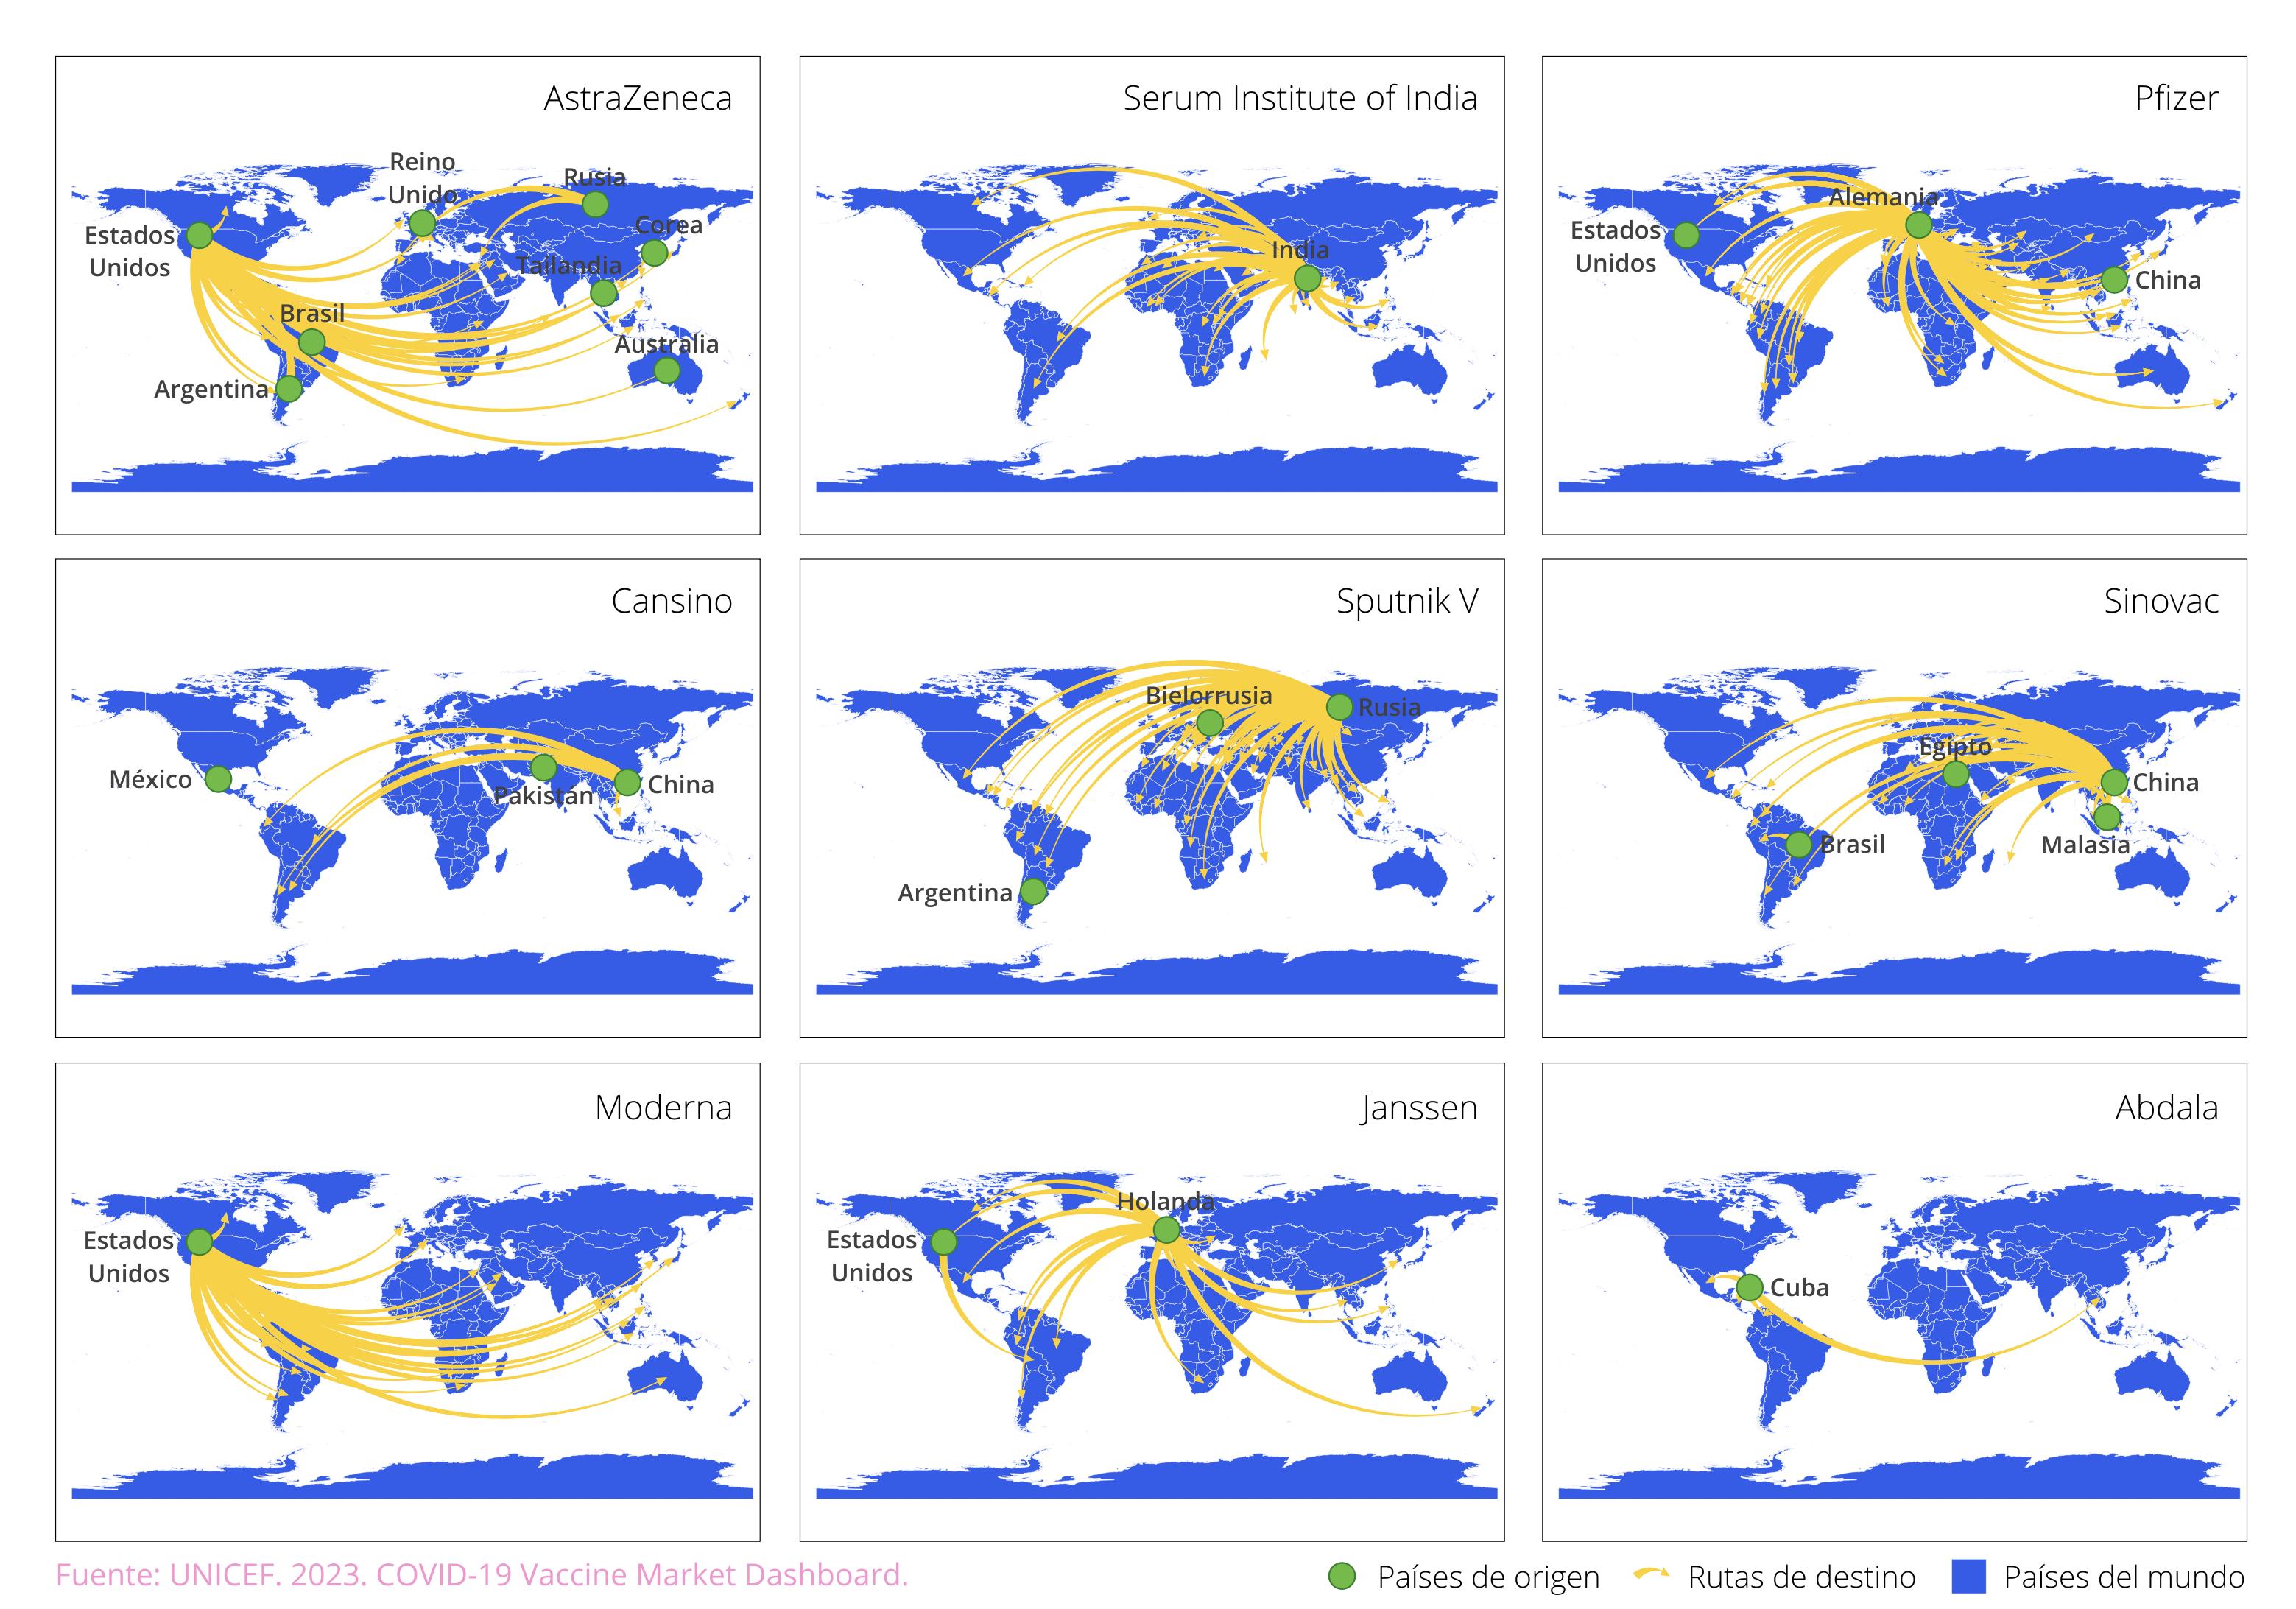 AstraZeneca
Reino
Unido
Rusia
Corea
Estados
Unidos
Tailandia
Brasil
Australia
Argentina
Serum Institute of India
India
Pfizer
Alemania
Estados
Unidos
China
Cansino
México
Pakistán
China
Sputnik V
Bielorrusia
Rusia
Argentina
Sinovac
Egipto
China
Brasil
Malasia
Moderna
Estados
Unidos
Janssen
Holanda
Estados
Unidos
Abdala
Cuba
Fuente: UNICEF. 2023. COVID-19 Vaccine Market Dashboard.
Países de origen
Rutas de destino
Países del mundo